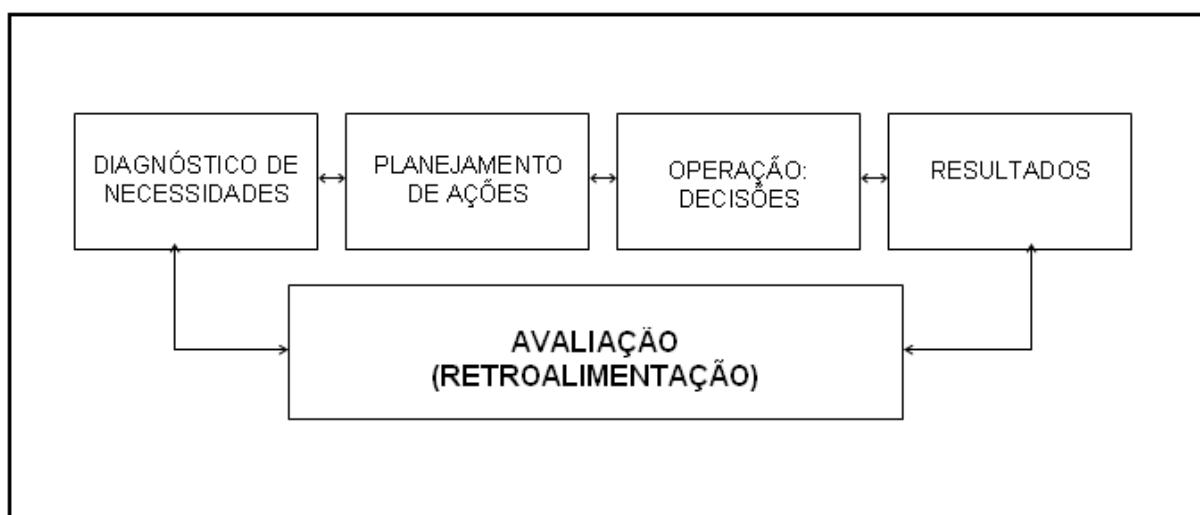 DIAGNÓSTICO DE
NECESSIDADES
PLANEJAMENTO
DE AÇÕES
OPERAÇÃO:
DECISÕES
RESULTADOS
AVALIAÇÃO
(RETROALIMENTAÇÃO)